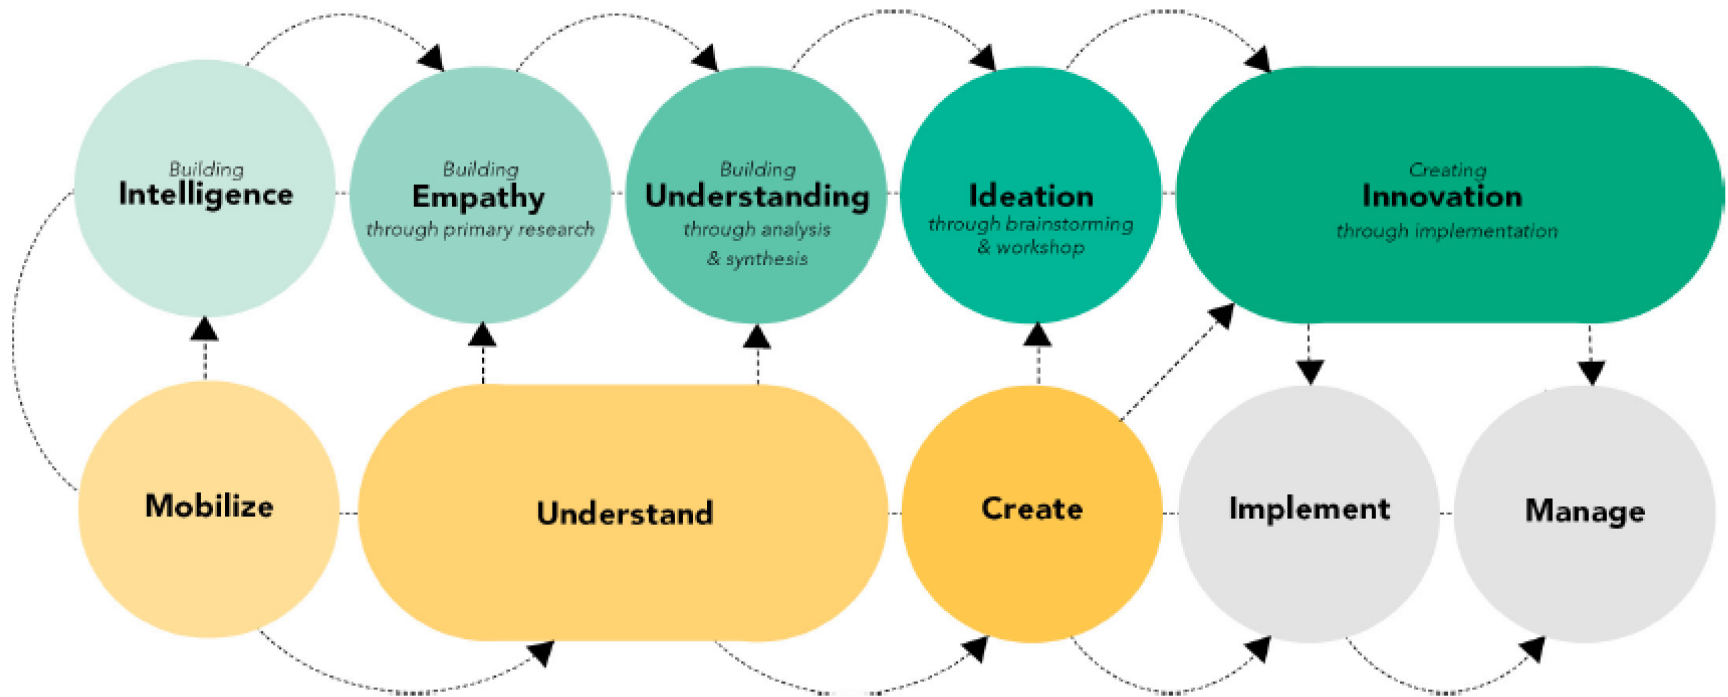 Building
Intelligence
Building
Empathy
through primary research
Building
Understanding
through analysis
& synthesis
Ideation
through brainstorming
& workshop
Creating
Innovation
through implementation
Mobilize
Understand
Create
Implement
Manage